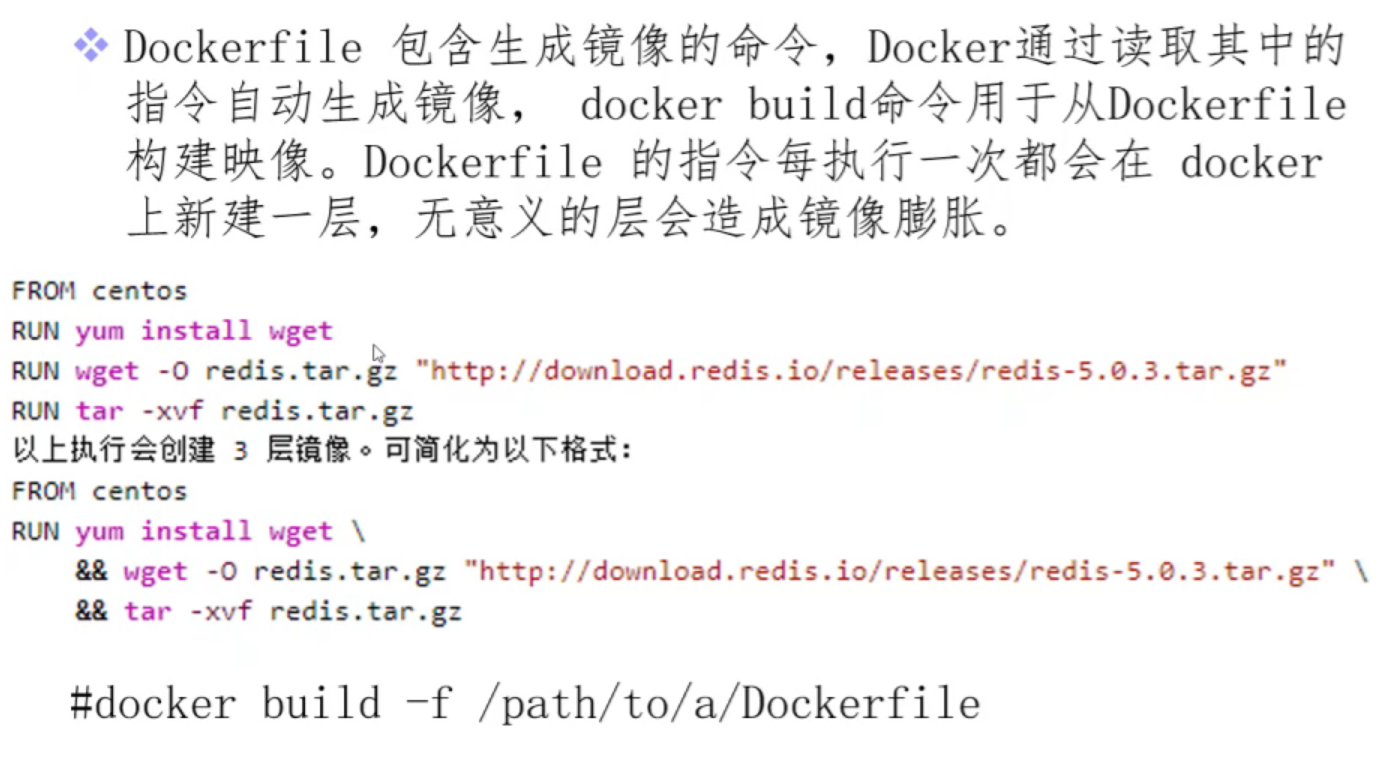 Dockerfile 包含生成镜像的命令，Docker通过读取其中的
指令自动生成镜像， docker build命令用于从Dockerfile
构建映像。Dockerfile 的指令每执行一次都会在 docker
上新建一层，无意义的层会造成镜像膨胀。
FROM centos
RUN yum install wget
RUN wget -O redis.tar.gz "http://download.redis.io/releases/redis-5.0.3.tar.gz"
RUN tar -xvf redis.tar.gz
以上执行会创建 3 层镜像。可简化为以下格式：
FROM centos
RUN yum install wget \
    && wget -O redis.tar.gz "http://download.redis.io/releases/redis-5.0.3.tar.gz" \
    && tar -xvf redis.tar.gz
#docker build -f /path/to/a/Dockerfile